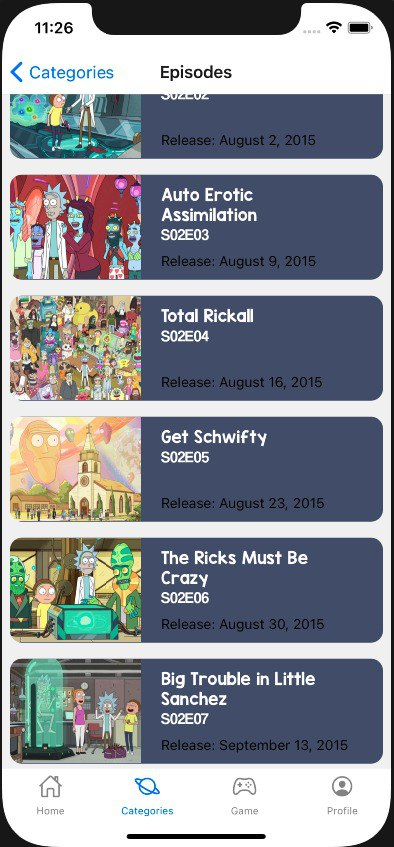 11:26
Categories
Episodes
S02E02
Release: August 2, 2015
Auto Erotic
Assimilation
S02E03
Release: August 9, 2015
Total Rickall
S02E04
Release: August 16, 2015
Get Schwifty
S02E05
Release: August 23, 2015
The Ricks Must Be
Crazy
S02E06
Release: August 30, 2015
Big Trouble in Little
Sanchez
S02E07
Release: September 13, 2015
Home
Categories
Game
Profile